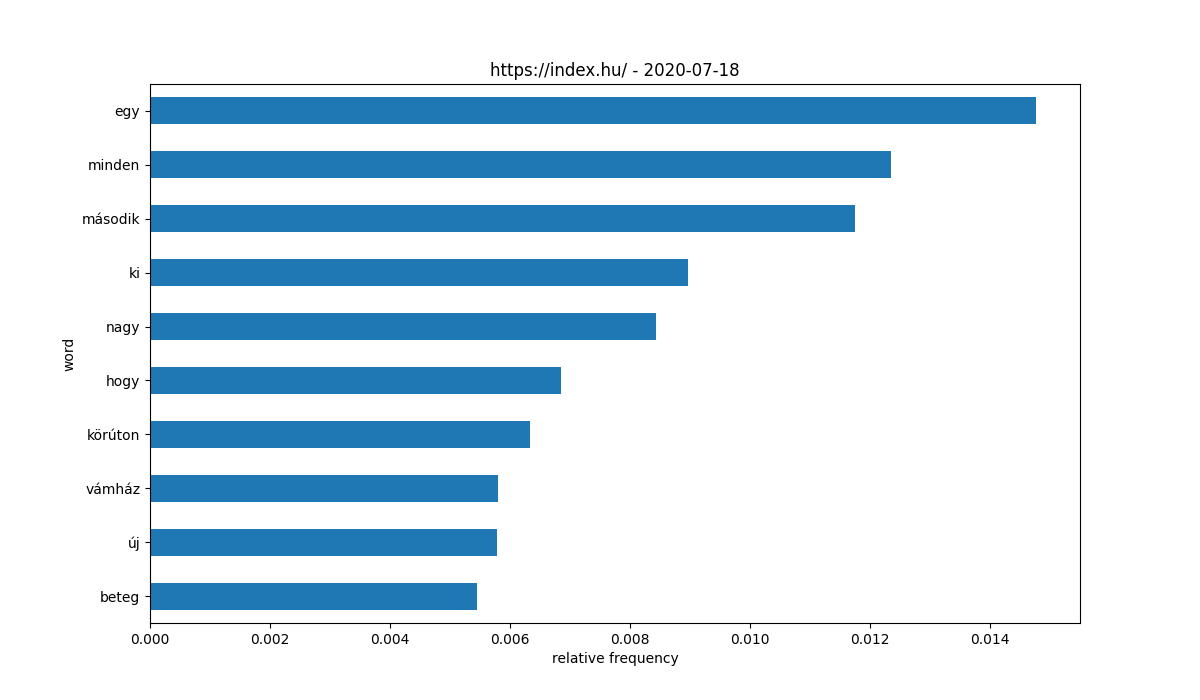 https://index.hu/ - 2020-07-18
egy
minden
második
ki
nagy
hogy
körúton
vámház
új
beteg
word
0.000 0.002 0.004 0.006 0.008 0.010 0.012 0.014
relative frequency